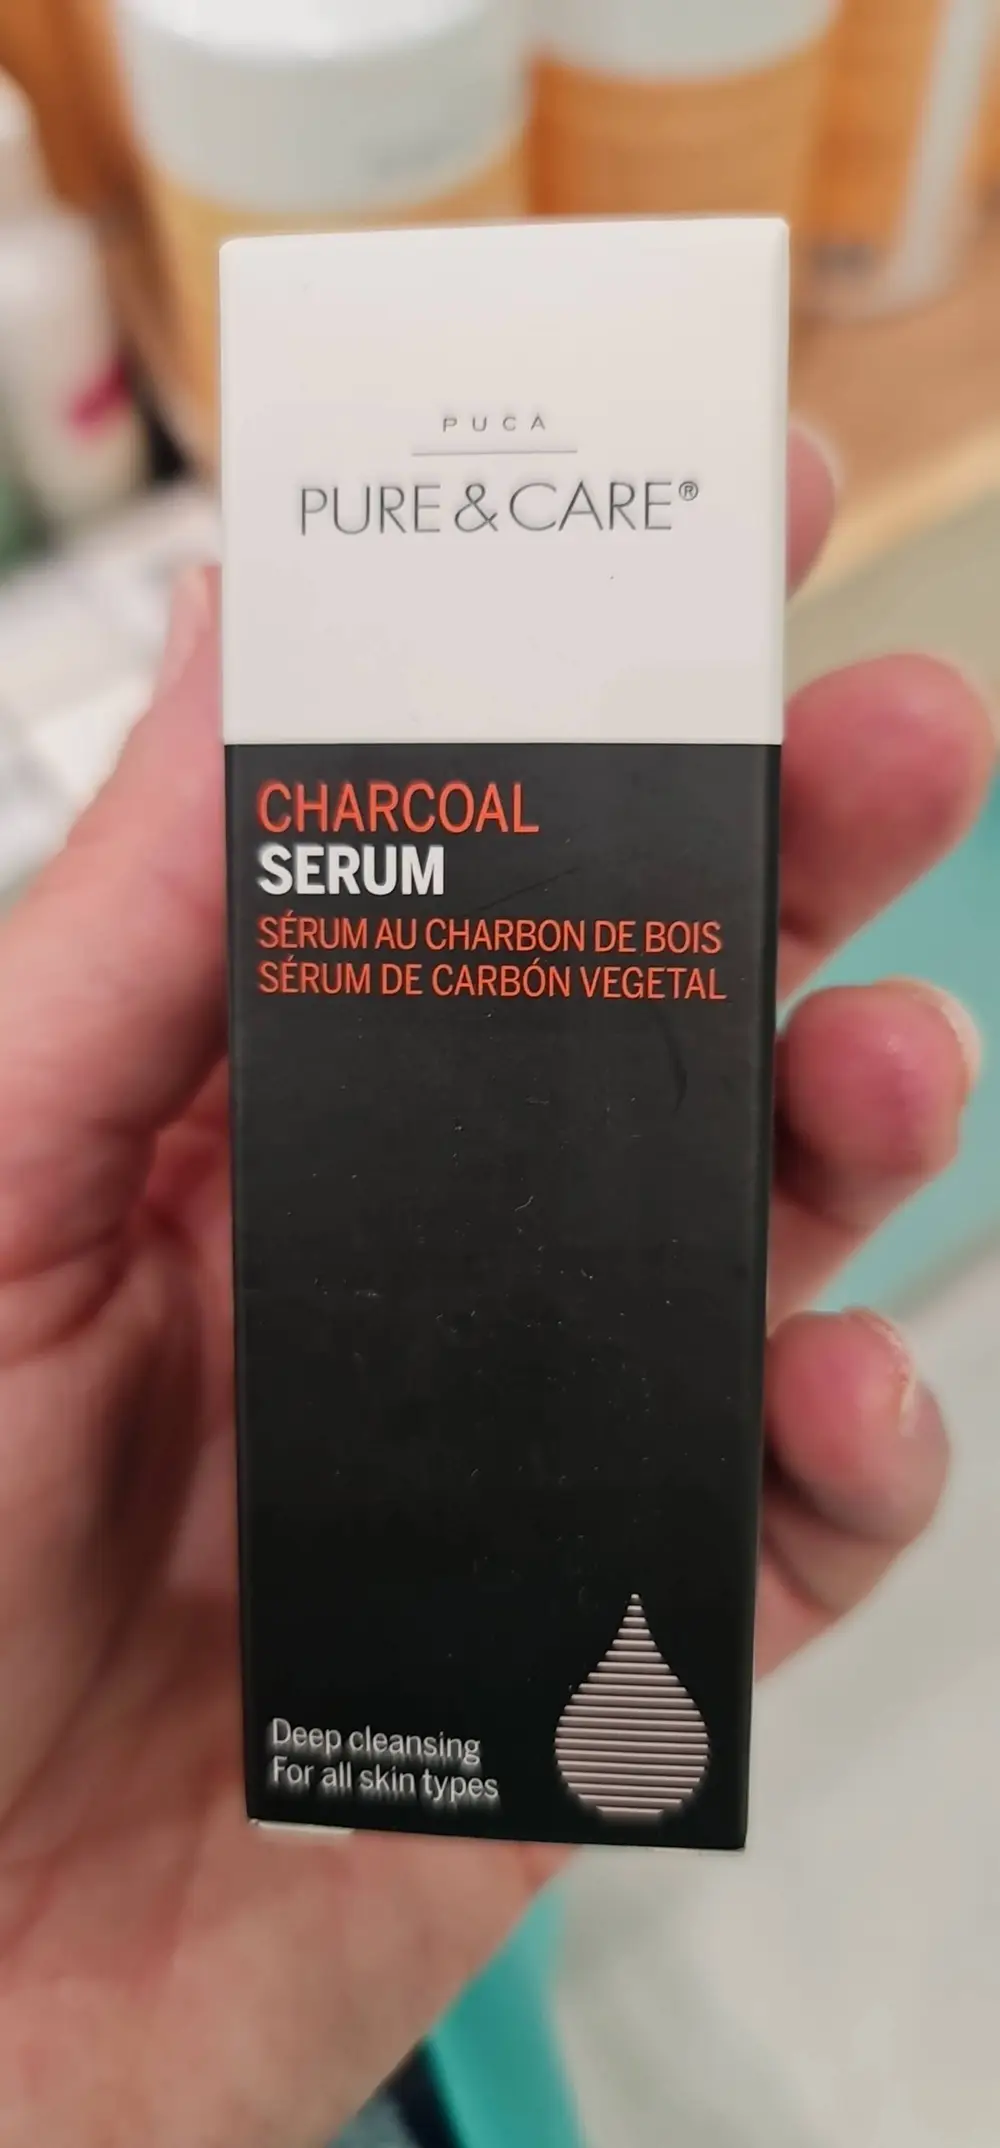 PUCA
PURE & CARE®
CHARCOAL
SERUM
SÉRUM AU CHARBON DE BOIS
SÉRUM DE CARBÓN VEGETAL
Deep cleansing
For all skin types